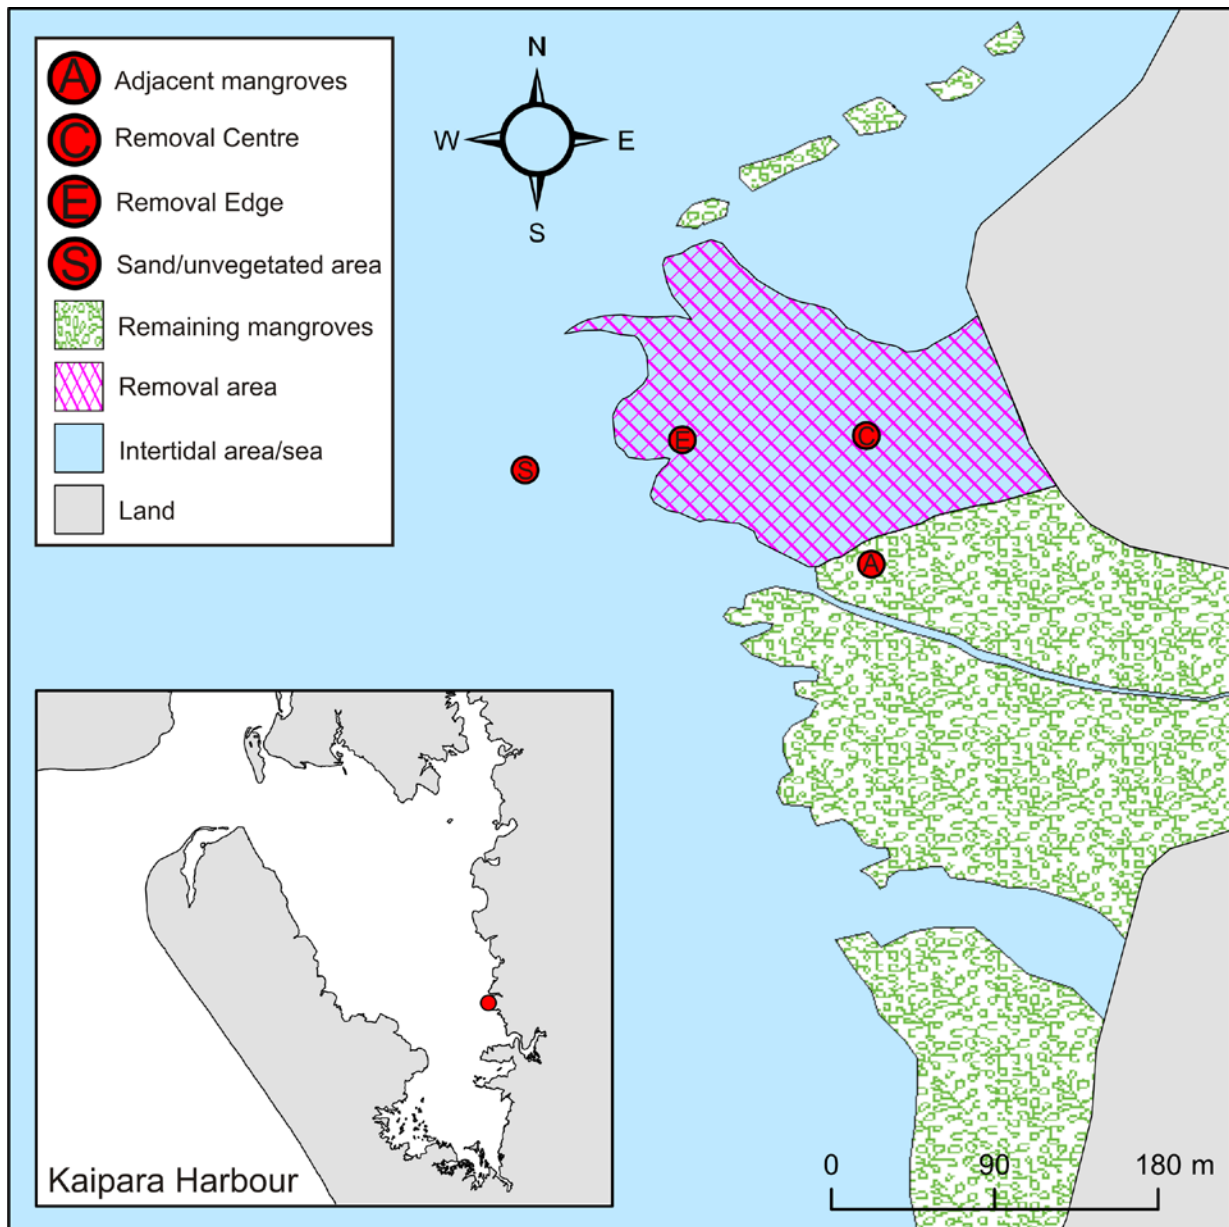 A Adjacent mangroves
C Removal Centre
E Removal Edge
S Sand/unvegetated area
Remaining mangroves
Removal area
Intertidal area/sea
Land
N
W E
S
E
C
S
A
Kaipara Harbour
0 90 180 m